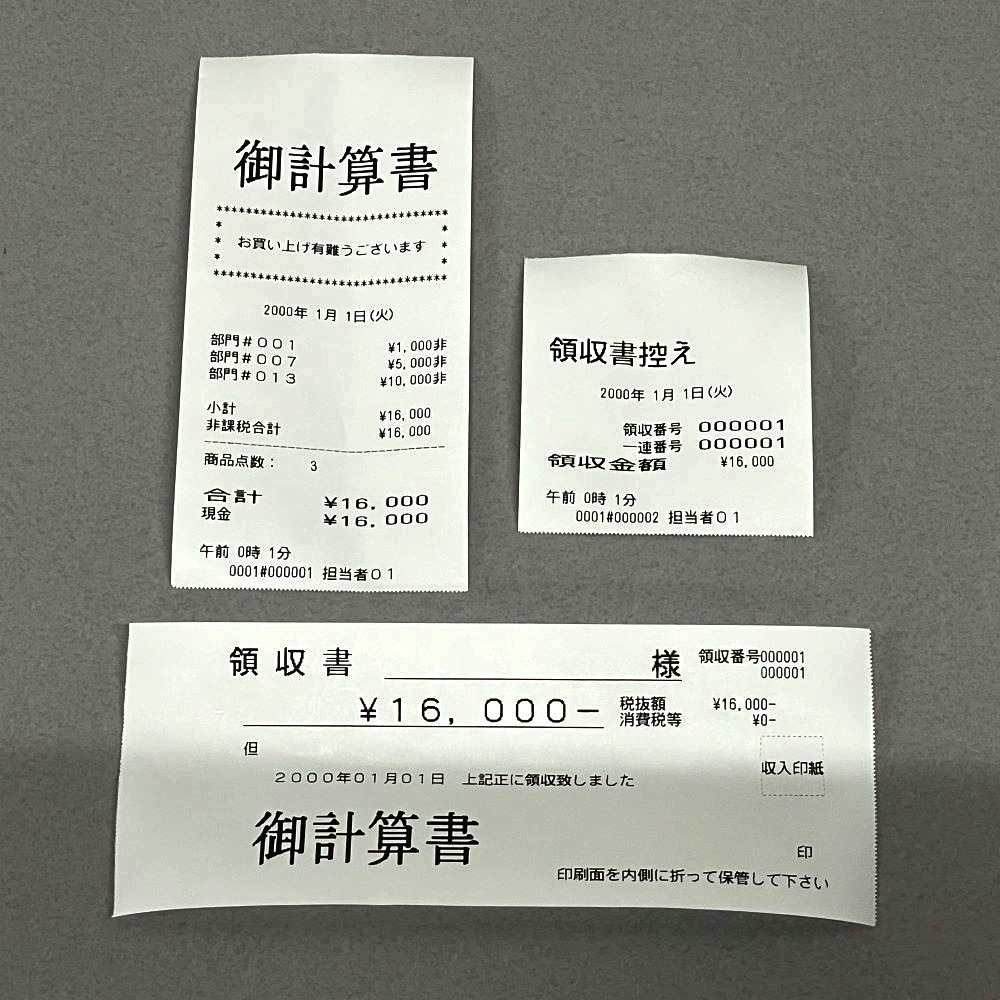 御計算書
********************************
* *
* お買い上げ有難うございます *
* *
********************************
2000年 1月 1日(火)
部門#001 ¥1,000非
部門#007 ¥5,000非
部門#013 ¥10,000非
小計 ¥16,000
非課税合計 ¥16,000
商品点数: 3
合計 ¥16,000
現金 ¥16,000
午前 0時 1分
0001#000001 担当者01
領収書控え
2000年 1月 1日(火)
領収番号 000001
一連番号 000001
領収金額 ¥16,000
午前 0時 1分
0001#000002 担当者01
領収書 様 領収番号000001
000001
¥16,000- 税抜額 ¥16,000-
消費税等 ¥0-
但
収入印紙
2000年01月01日 上記正に領収致しました
御計算書
印
印刷面を内側に折って保管して下さい